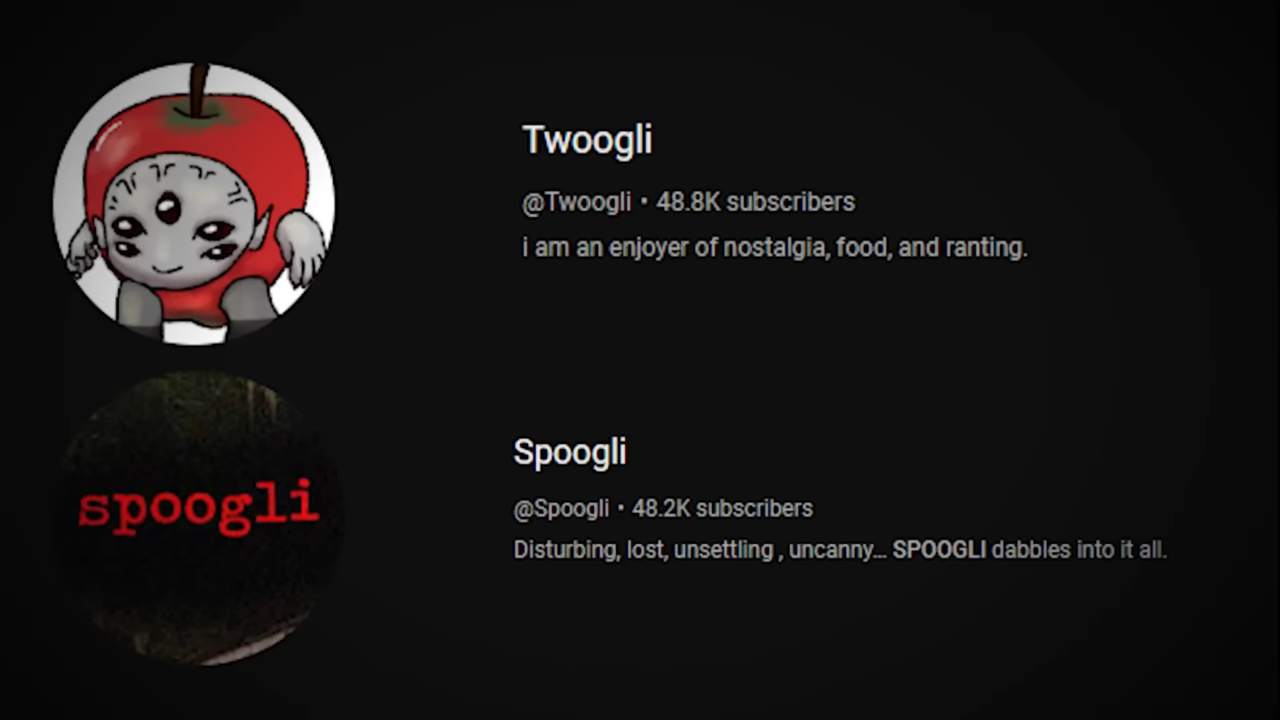 Twoogli
@Twoogli • 48.8K subscribers
i am an enjoyer of nostalgia, food, and ranting.
spoogli
Spoogli
@Spoogli • 48.2K subscribers
Disturbing, lost, unsettling , uncanny... SPOOGLI dabbles into it all.